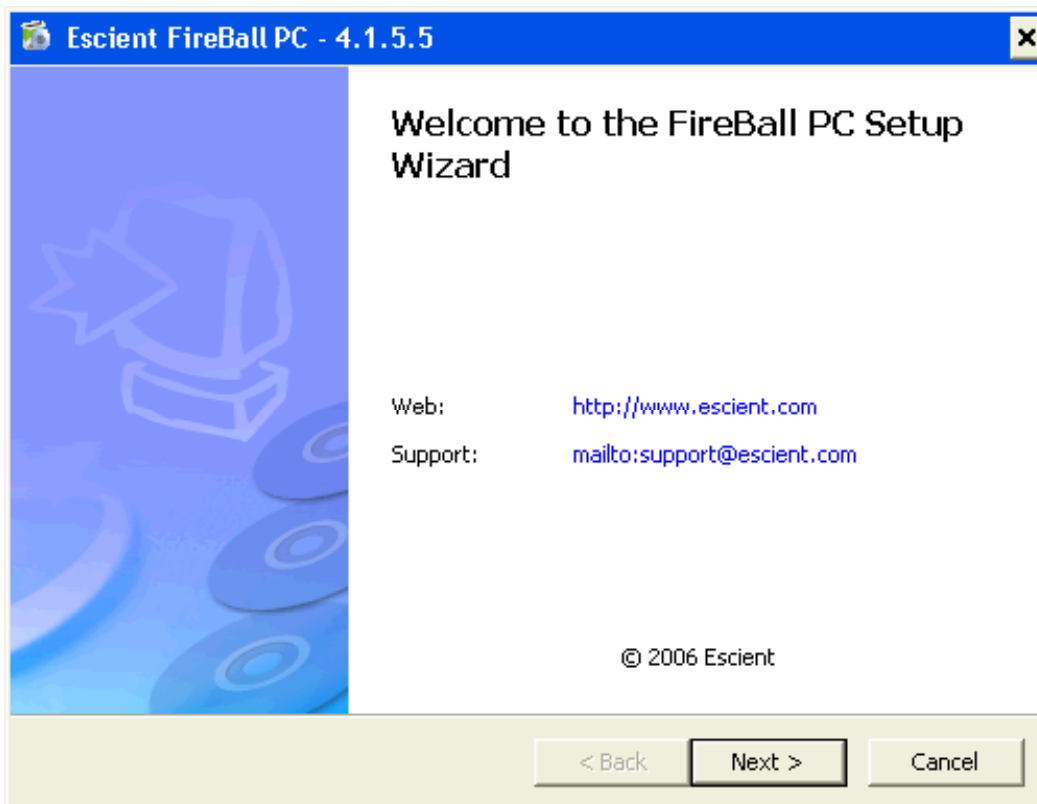 Escient FireBall PC - 4.1.5.5
Welcome to the FireBall PC Setup
Wizard
Web: http://www.escient.com
Support: mailto:support@escient.com
© 2006 Escient
< Back Next > Cancel